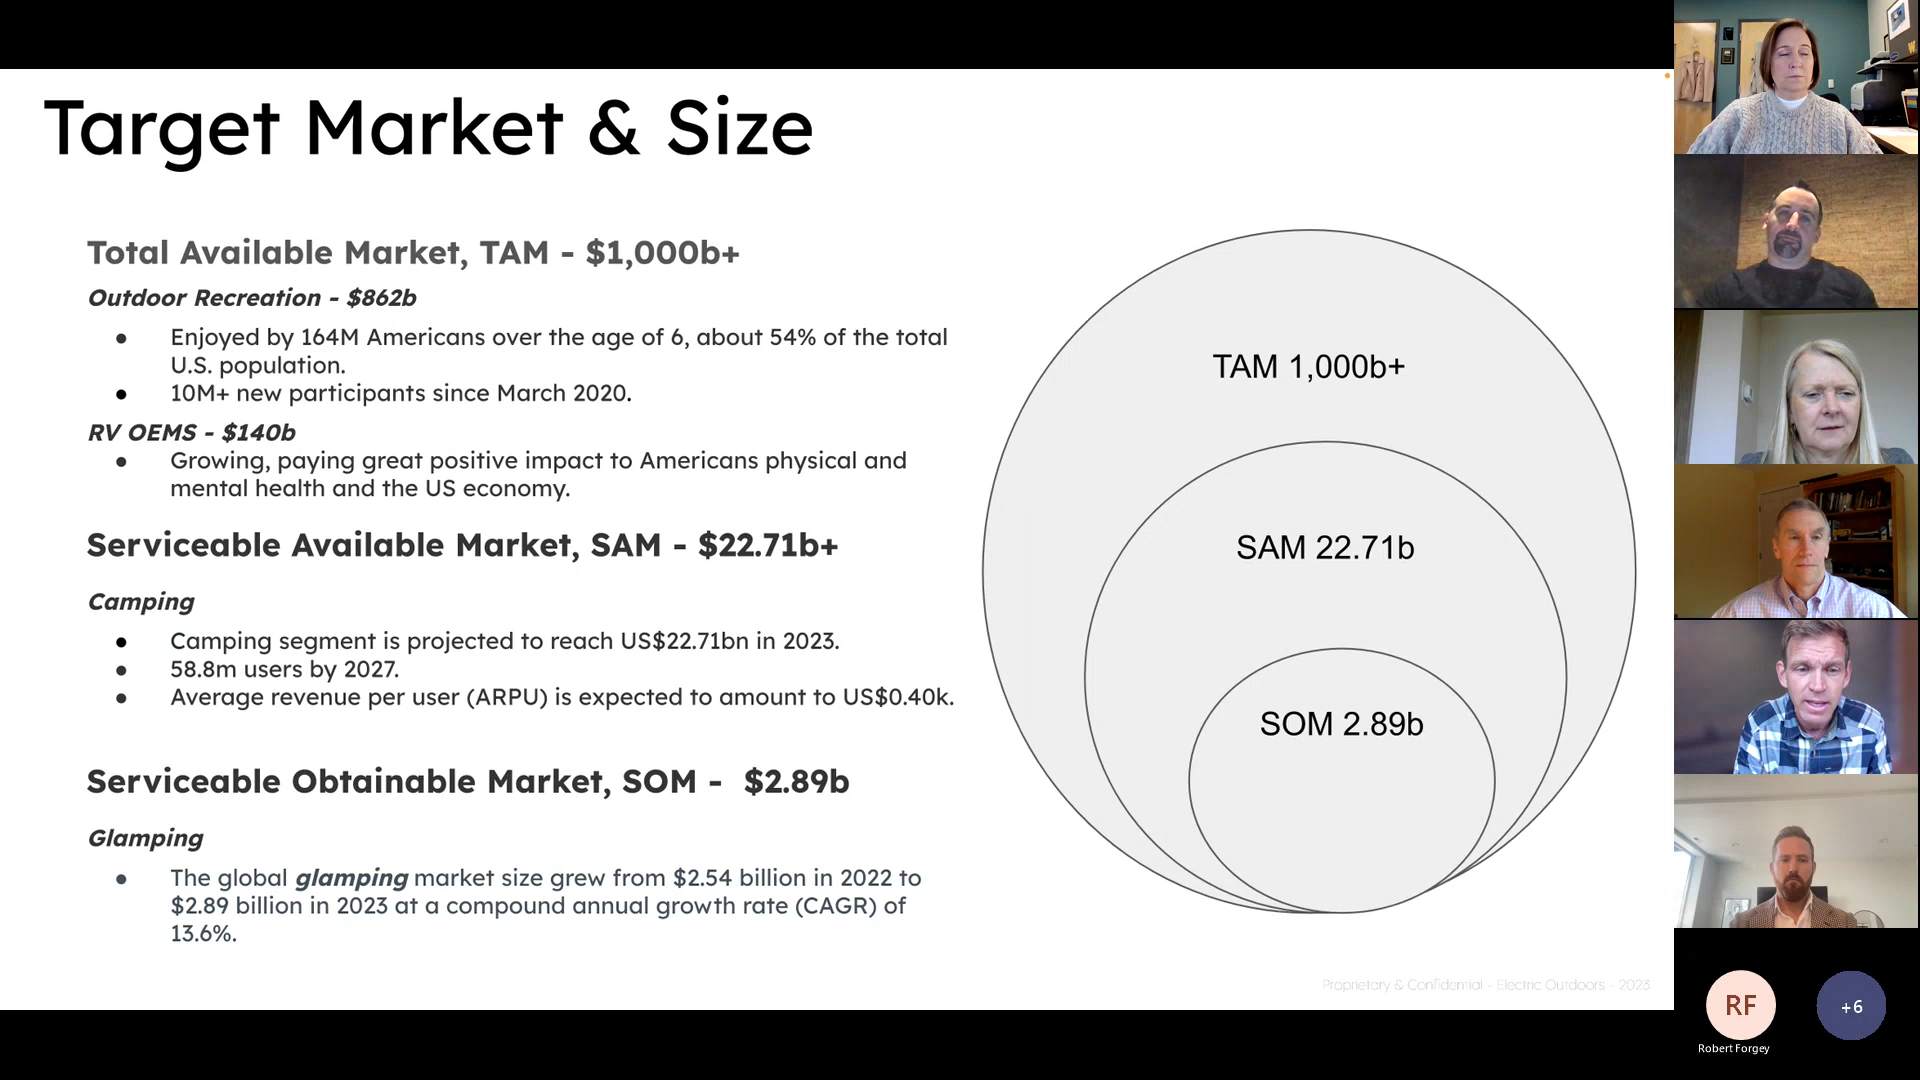 Target Market & Size
Total Available Market, TAM - $1,000b+
Outdoor Recreation - $862b
● Enjoyed by 164M Americans over the age of 6, about 54% of the total
U.S. population.
● 10M+ new participants since March 2020.
RV OEMS - $140b
● Growing, paying great positive impact to Americans physical and
mental health and the US economy.
Serviceable Available Market, SAM - $22.71b+
Camping
● Camping segment is projected to reach US$22.71bn in 2023.
● 58.8m users by 2027.
● Average revenue per user (ARPU) is expected to amount to US$0.40k.
Serviceable Obtainable Market, SOM - $2.89b
Glamping
● The global glamping market size grew from $2.54 billion in 2022 to
$2.89 billion in 2023 at a compound annual growth rate (CAGR) of
13.6%.
TAM 1,000b+
SAM 22.71b
SOM 2.89b
Proprietary & Confidential - Electric Outdoors - 2023
W
RF
Robert Forgey
+6